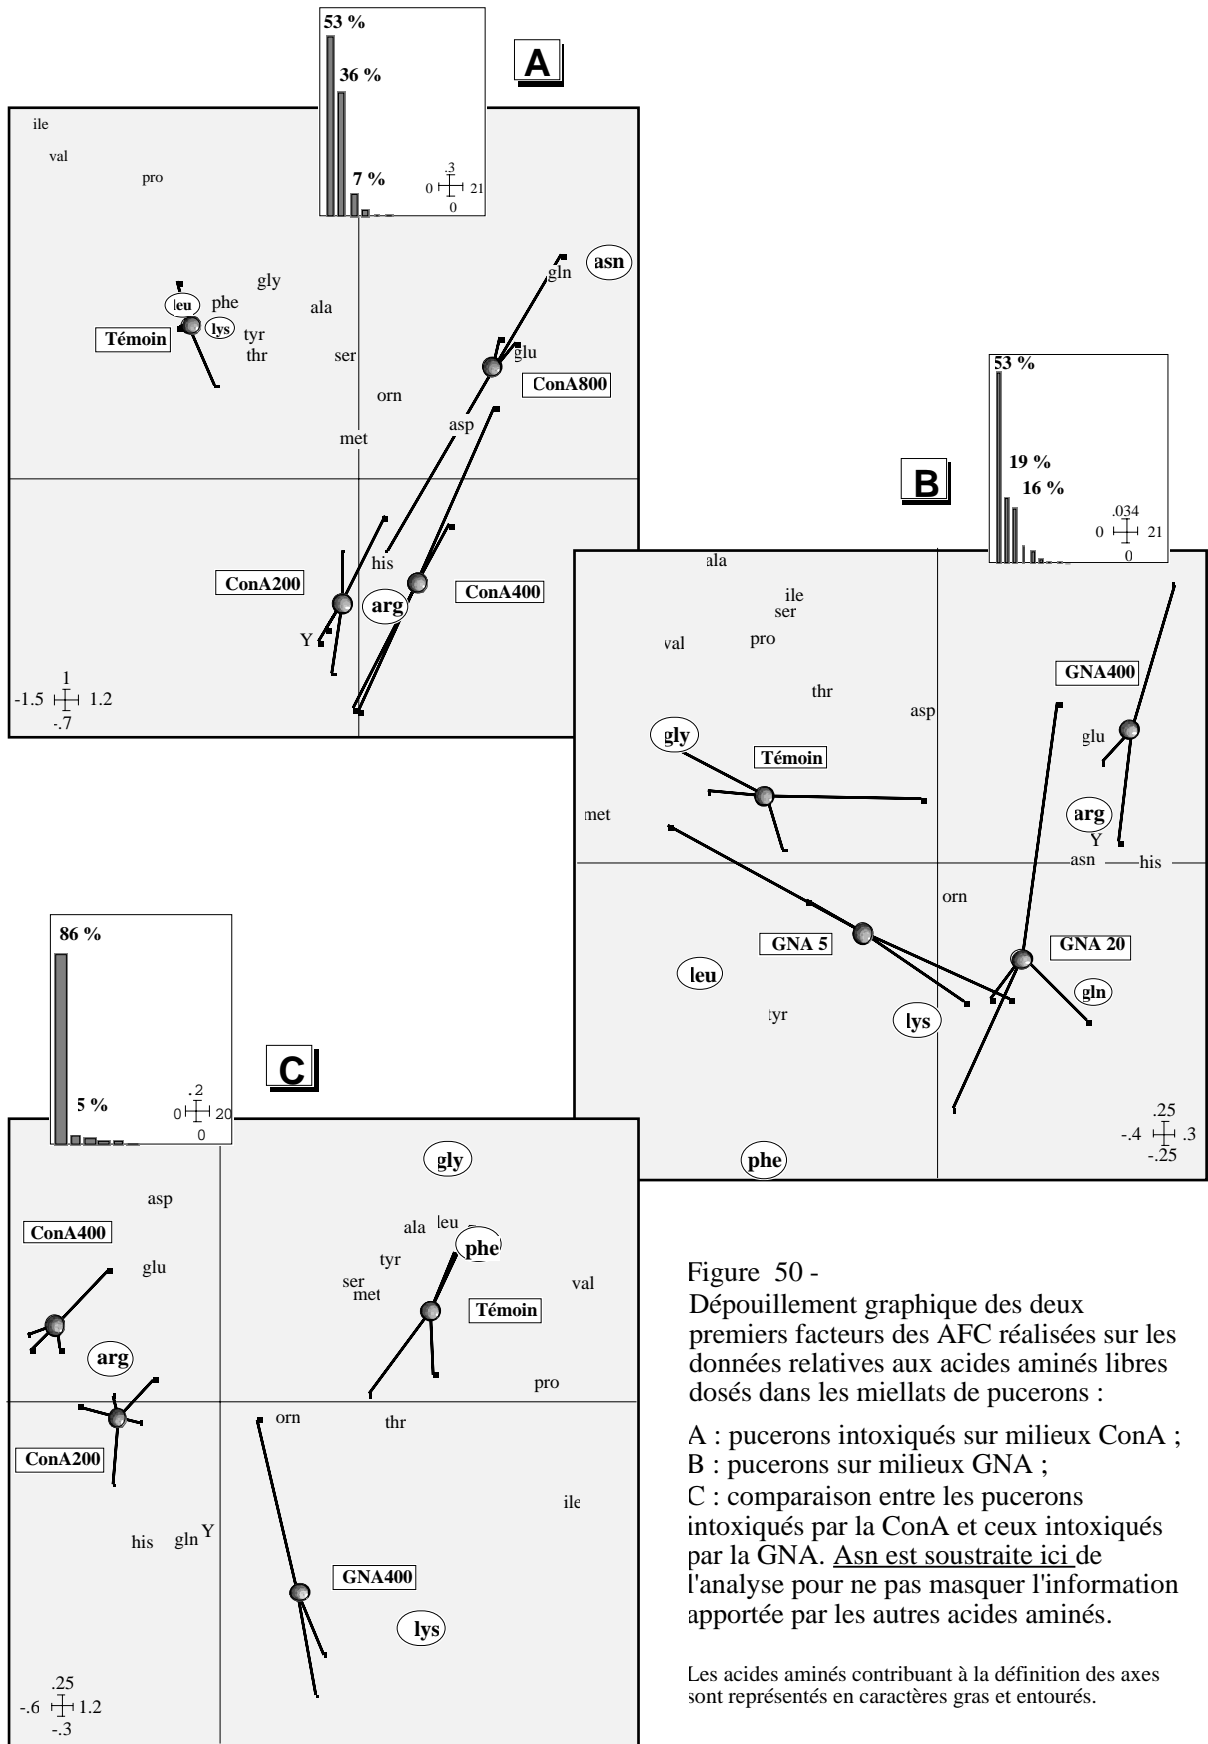 53 %
36 %
7 %
.3
0 21
0
A
ile
val
pro
gly
phe
ala
leu
lys
Témoin
tyr
thr
ser
orn
met
gln
asn
glu
ConA800
asp
his
ConA200
arg
ConA400
Y
1
-1.5 1.2
-.7
53 %
19 %
16 %
.034
0 21
0
B
ala
ile
ser
val
pro
thr
asp
GNA400
glu
gly
Témoin
met
arg
Y
asn
his
orn
GNA 5
GNA 20
leu
gln
tyr
lys
phe
.25
-.4 .3
-.25
86 %
5 %
.2
0 20
0
C
gly
asp
ConA400
glu
ala
leu
phe
tyr
ser
met
val
Témoin
arg
pro
orn
thr
ConA200
ile
his
gln
Y
GNA400
lys
.25
-.6 1.2
-.3
Figure 50 -
Dépouillement graphique des deux
premiers facteurs des AFC réalisées sur les
données relatives aux acides aminés libres
dosés dans les miellats de pucerons :
A : pucerons intoxiqués sur milieux ConA ;
B : pucerons sur milieux GNA ;
C : comparaison entre les pucerons
intoxiqués par la ConA et ceux intoxiqués
par la GNA. Asn est soustraite ici de
l'analyse pour ne pas masquer l'information
apportée par les autres acides aminés.
Les acides aminés contribuant à la définition des axes
sont représentés en caractères gras et entourés.